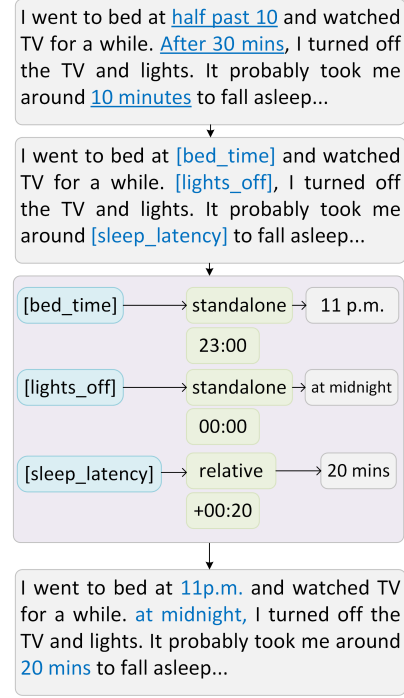 I went to bed at half past 10 and watched
TV for a while. After 30 mins, I turned off
the TV and lights. It probably took me
around 10 minutes to fall asleep...
I went to bed at [bed_time] and watched
TV for a while. [lights_off], I turned off
the TV and lights. It probably took me
around [sleep_latency] to fall asleep...
[bed_time] standalone 11 p.m.
23:00
[lights_off] standalone at midnight
00:00
[sleep_latency] relative 20 mins
+00:20
I went to bed at 11p.m. and watched TV
for a while. at midnight, I turned off the
TV and lights. It probably took me around
20 mins to fall asleep...